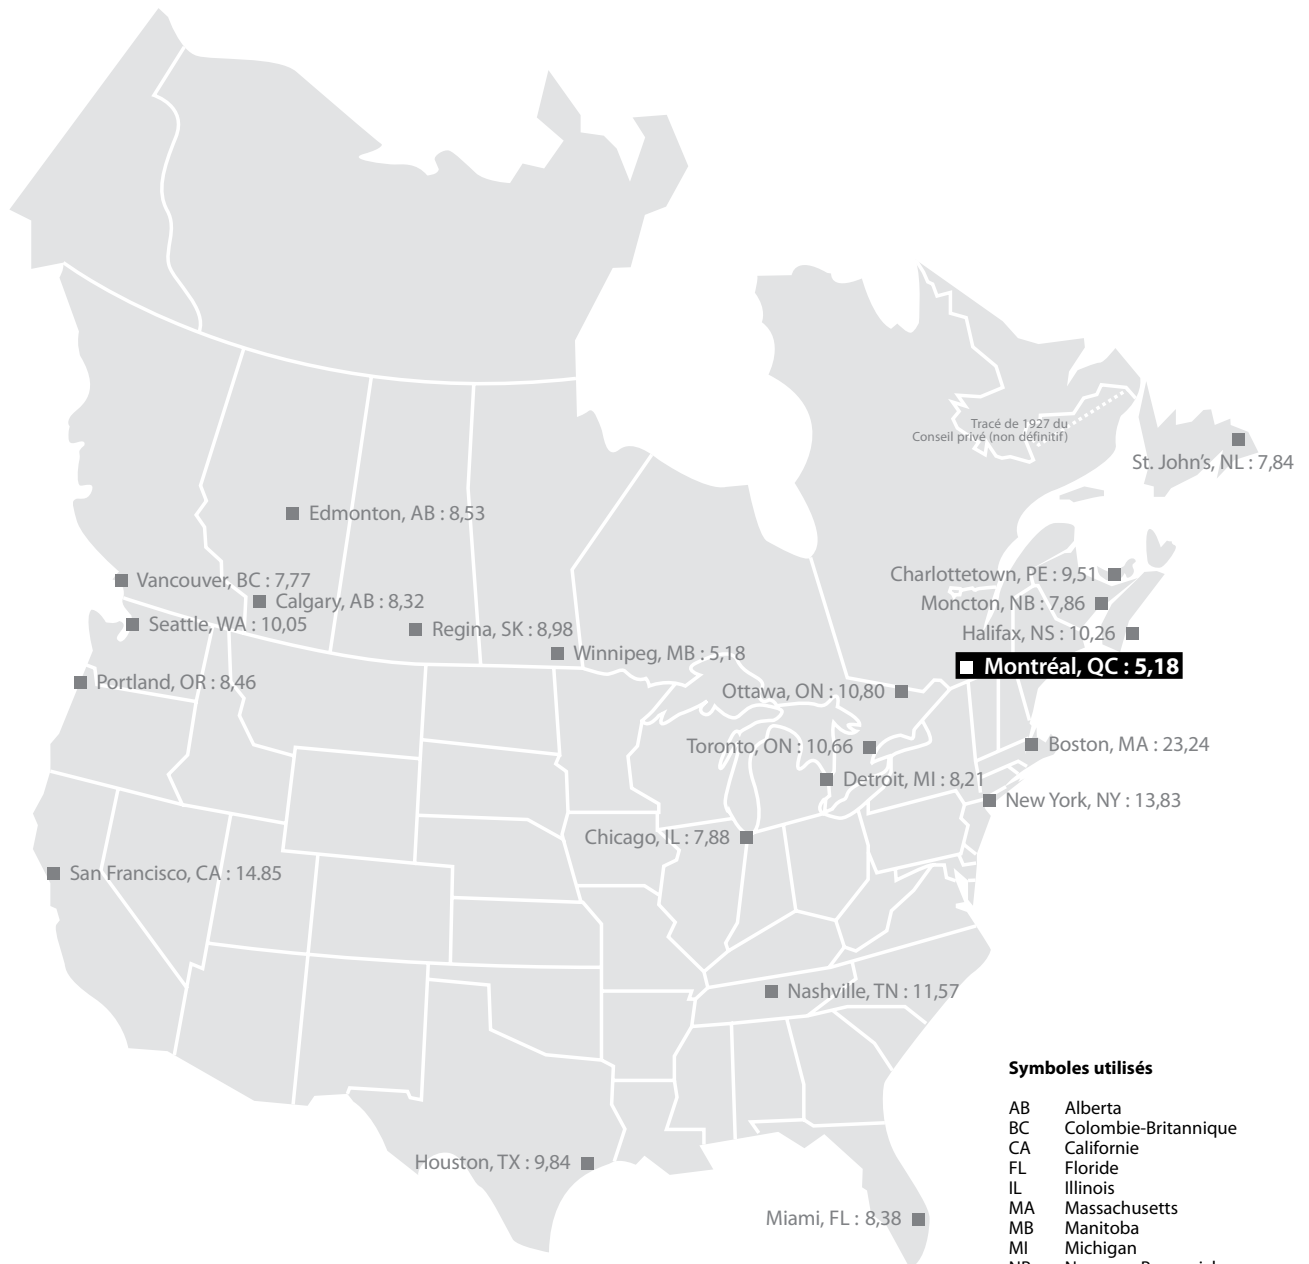 Tracé de 1927 du
Conseil privé (non définitif)
St. John's, NL : 7,84
Edmonton, AB : 8,53
Vancouver, BC : 7,77
Charlottetown, PE : 9,51
Calgary, AB : 8,32
Moncton, NB : 7,86
Seattle, WA : 10,05
Regina, SK : 8,98
Halifax, NS : 10,26
Winnipeg, MB : 5,18
Montréal, QC : 5,18
Portland, OR : 8,46
Ottawa, ON : 10,80
Toronto, ON : 10,66
Boston, MA : 23,24
Detroit, MI : 8,21
New York, NY : 13,83
Chicago, IL : 7,88
San Francisco, CA : 14.85
Nashville, TN : 11,57
Houston, TX : 9,84
Miami, FL : 8,38
Symboles utilisés
AB Alberta
BC Colombie-Britannique
CA Californie
FL Floride
IL Illinois
MA Massachusetts
MB Manitoba
MI Michigan